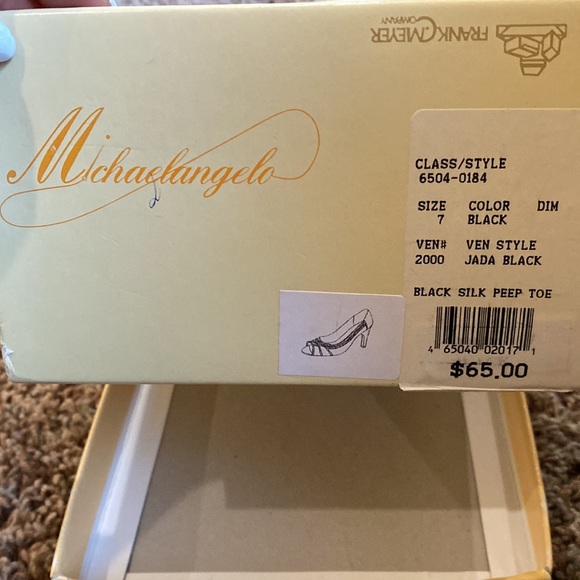 FRANK C. MEYER
COMPANY
Michaelangelo
CLASS/STYLE
6504-0184
SIZE COLOR DIM
7 BLACK
VEN# VEN STYLE
2000 JADA BLACK
BLACK SILK PEEP TOE
4 65040 02017 1
$65.00